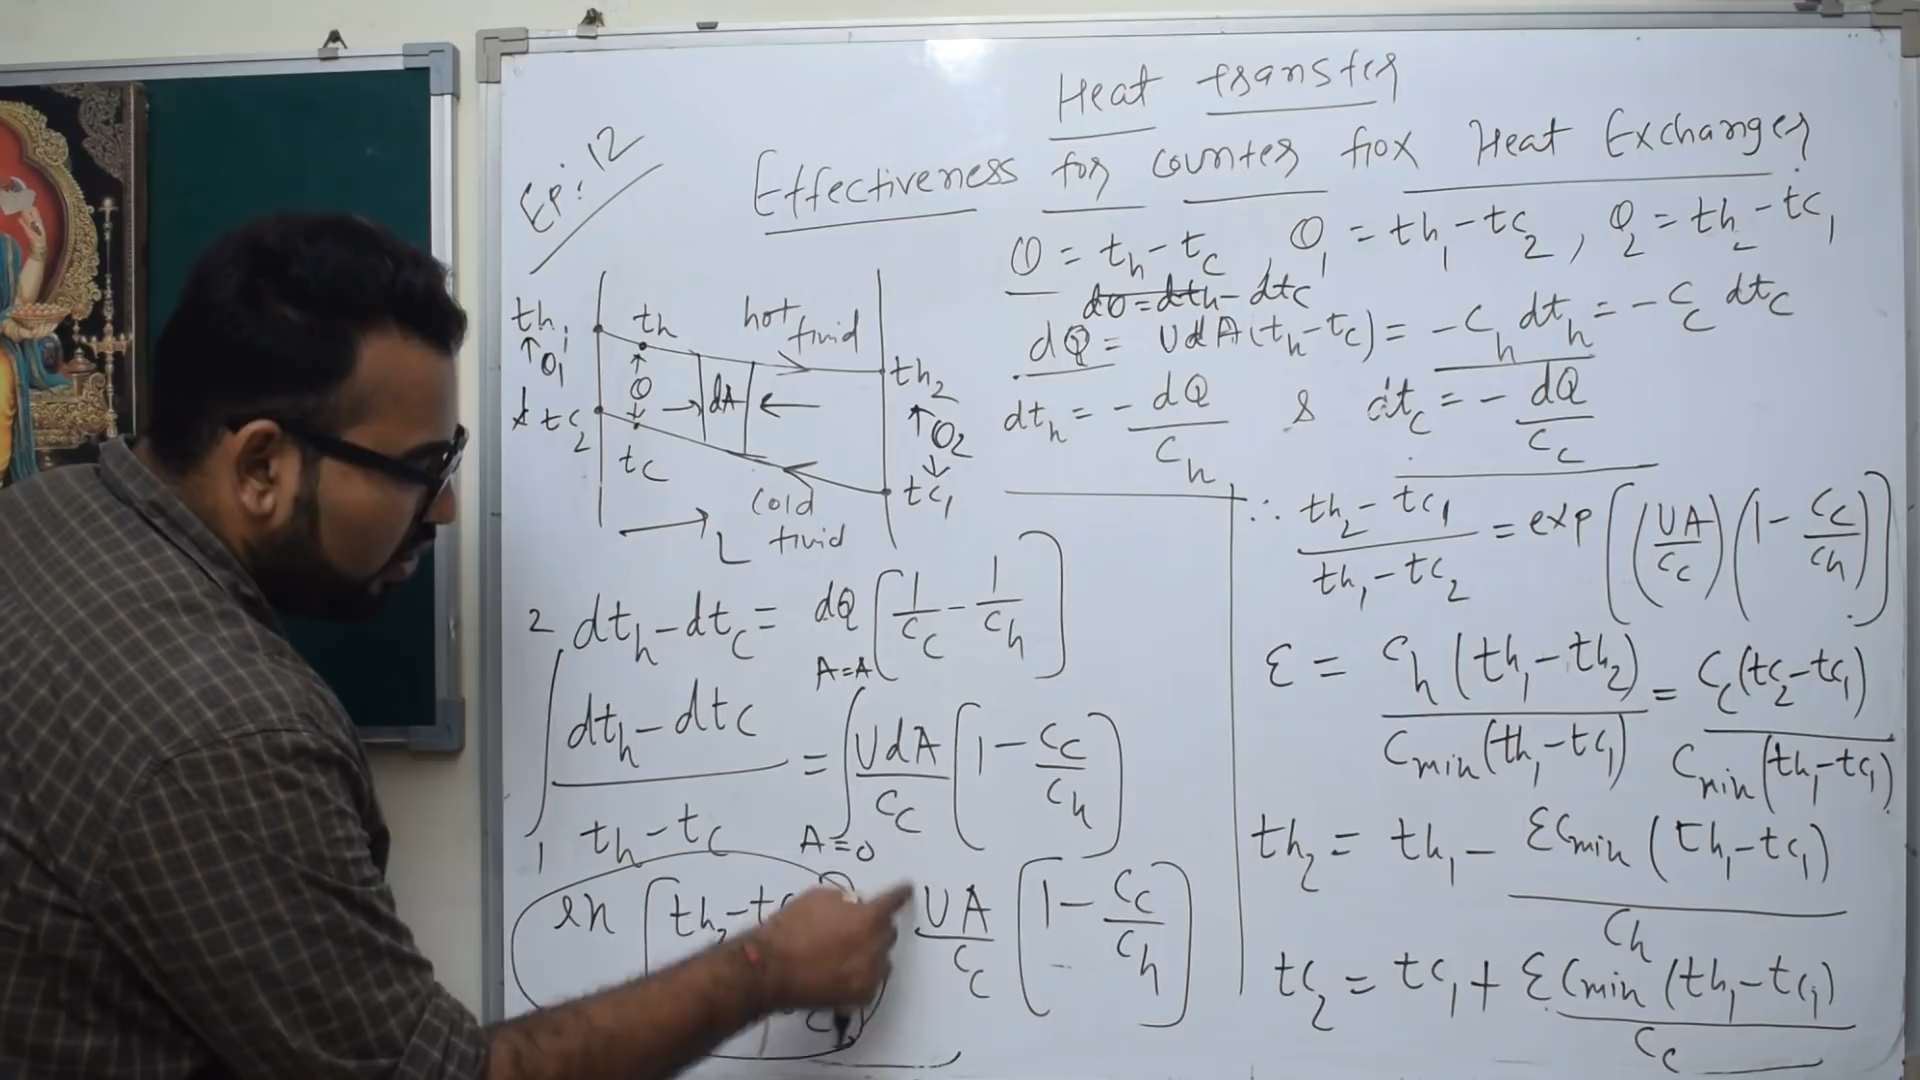 Heat transfer
Ep: 12
Effectiveness for counter flox Heat Exchanger
θ = th - tc, θ1 = th1 - tc2, θ2 = th2 - tc1
dθ = dth - dtc
dQ = UdA(th - tc) = -Ch dth = -Cc dtc
dth = - dQ/Ch & dtc = - dQ/Cc
th1
th
hot fluid
th2
↑θ1
θ
dA
θ2
tc2
tc
cold fluid
tc1
L
dth - dtc = dQ [1/Cc - 1/Ch]
∫₁² (dth - dtc)/(th - tc) = ∫ A=0 A=A UdA/Cc (1 - Cc/Ch)
ln [th2 - tc
UA/Cc [1 - Cc/Ch]
∴ (th2 - tc1)/(th1 - tc2) = exp[(UA/Cc)(1 - Cc/Ch)]
ε = Ch(th1 - th2)/Cmin(th1 - tc1) = Cc(tc2 - tc1)/Cmin(th1 - tc1)
th2 = th1 - εCmin(th1 - tc1)/Ch
tc2 = tc1 + εCmin(th1 - tc1)/Cc